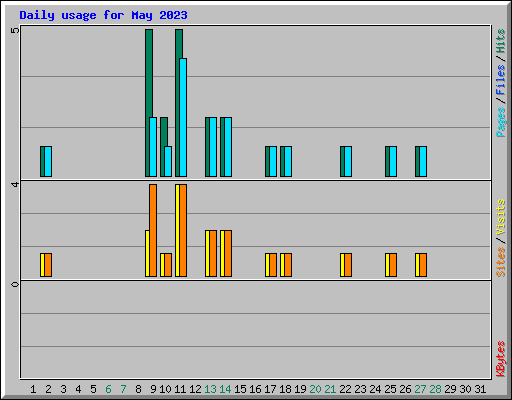 Daily usage for May 2023
5
Pages/Files/Hits
4
Sites/Visits
0
KBytes
1 2 3 4 5 6 7 8 9 10 11 12 13 14 15 16 17 18 19 20 21 22 23 24 25 26 27 28 29 30 31